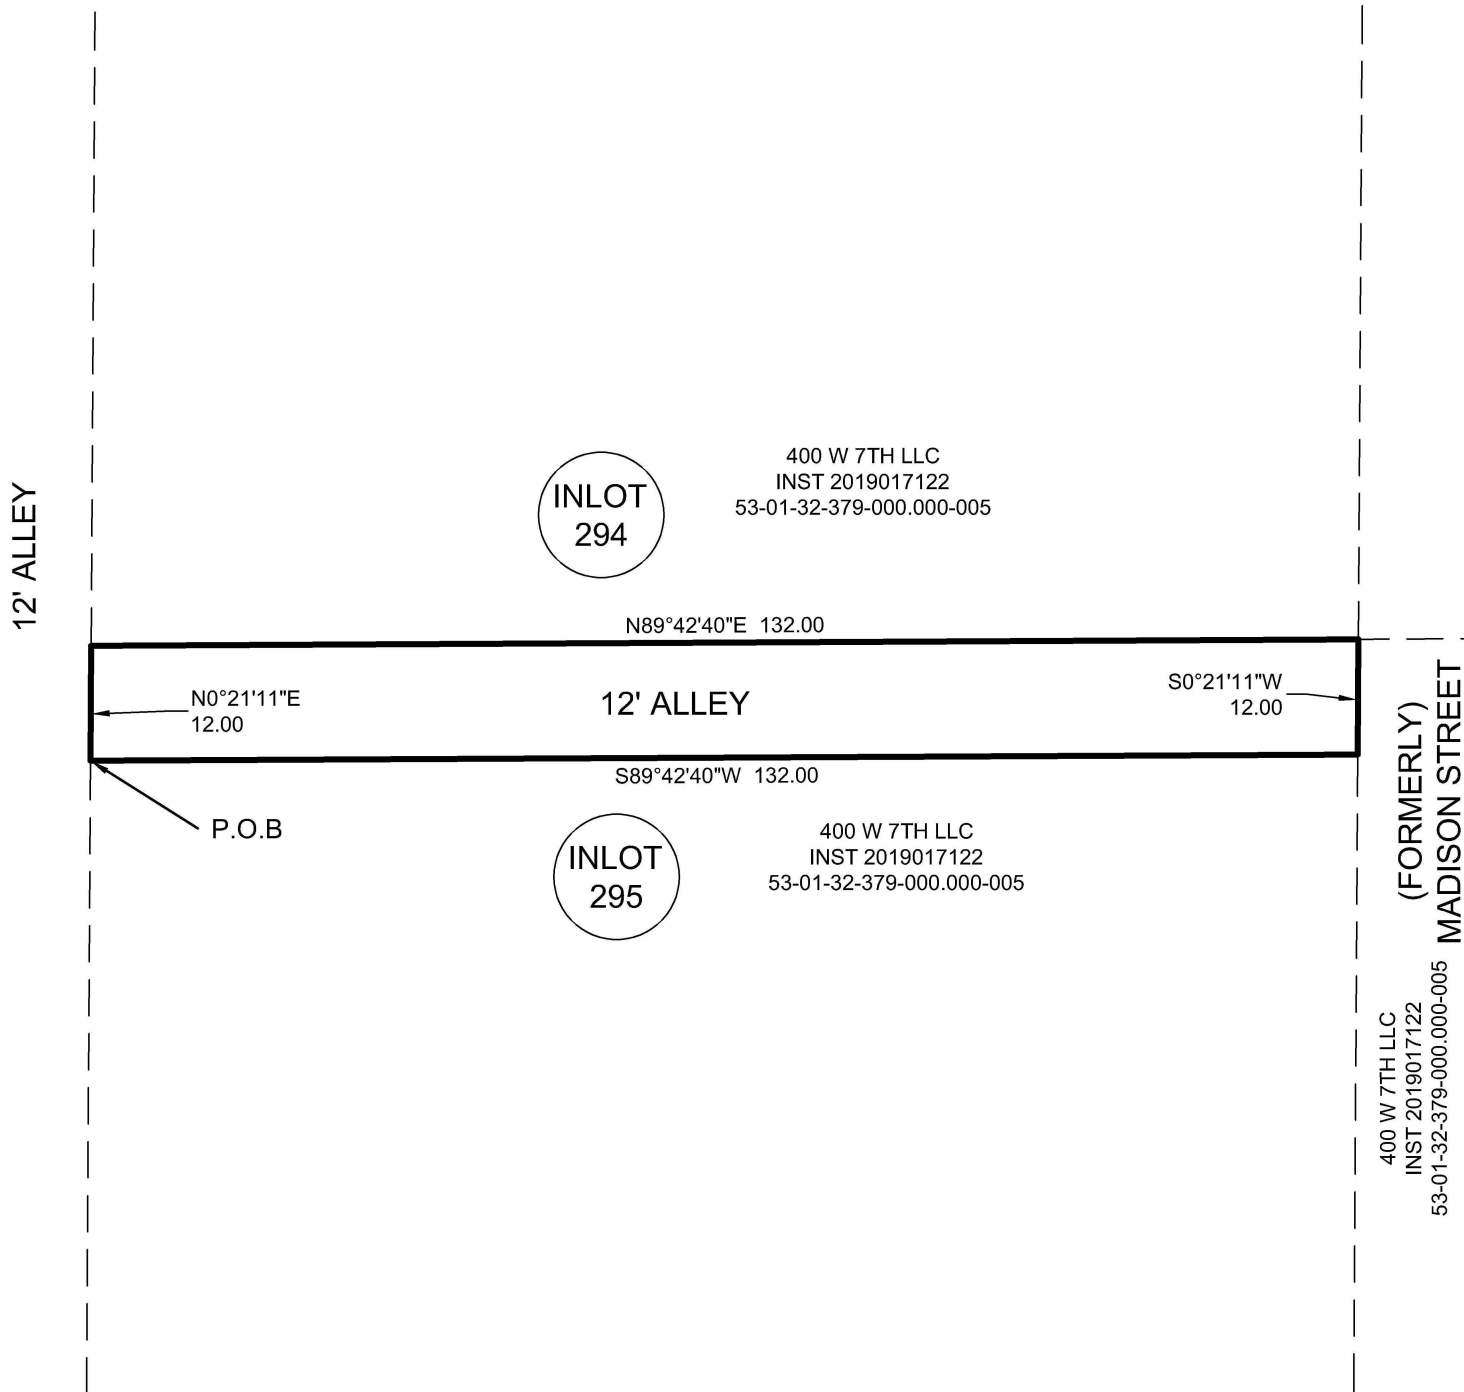 12' ALLEY
INLOT
294
400 W 7TH LLC
INST 2019017122
53-01-32-379-000.000-005
N89°42'40"E 132.00
N0°21'11"E
12.00
12' ALLEY
S0°21'11"W
12.00
S89°42'40"W 132.00
P.O.B
INLOT
295
400 W 7TH LLC
INST 2019017122
53-01-32-379-000.000-005
(FORMERLY)
MADISON STREET
400 W 7TH LLC
INST 2019017122
53-01-32-379-000.000-005